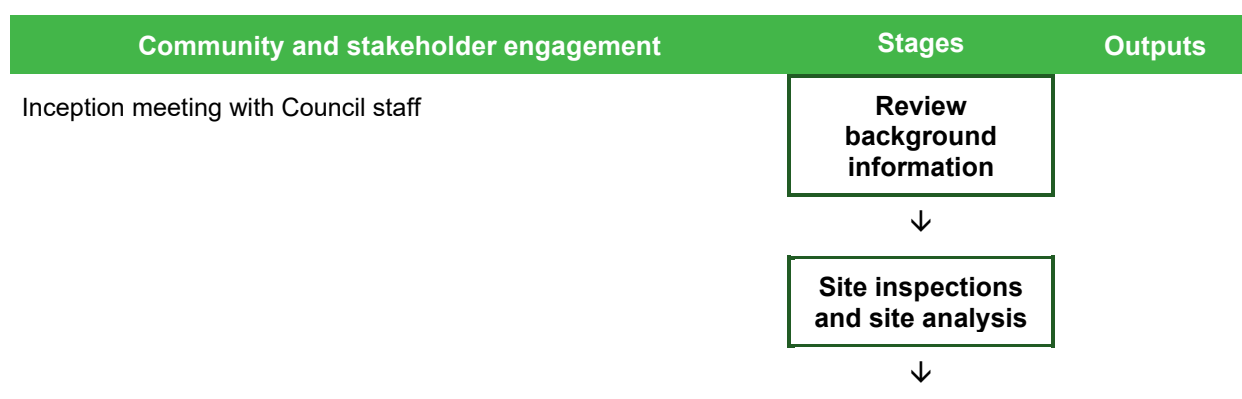 Community and stakeholder engagement Stages Outputs
Inception meeting with Council staff
Review
background
information
↓
Site inspections
and site analysis
↓